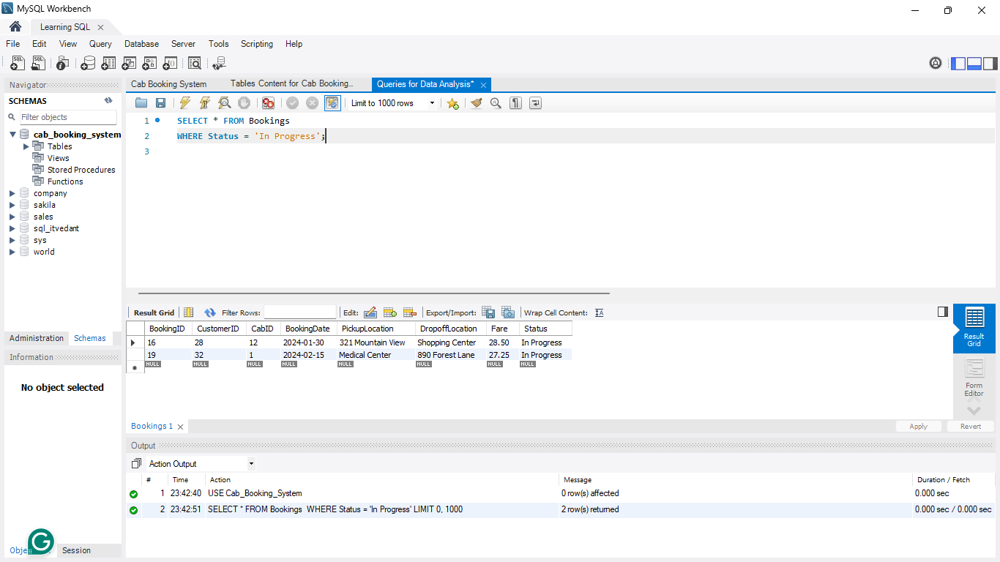 MySQL Workbench
Learning SQL
File Edit View Query Database Server Tools Scripting Help
Navigator
SCHEMAS
Filter objects
cab_booking_system
Tables
Views
Stored Procedures
Functions
company
sakila
sales
sql_itvedant
sys
world
Administration Schemas
Information
No object selected
Session
Cab Booking System Tables Content for Cab Booking... Queries for Data Analysis*
Limit to 1000 rows
1 SELECT * FROM Bookings
2 WHERE Status = 'In Progress';
3
Result Grid Filter Rows: Edit: Export/Import: Wrap Cell Content:
BookingID CustomerID CabID BookingDate PickupLocation DropoffLocation Fare Status
16 28 12 2024-01-30 321 Mountain View Shopping Center 28.50 In Progress
19 32 1 2024-02-15 Medical Center 890 Forest Lane 27.25 In Progress
NULL NULL NULL NULL NULL NULL NULL NULL
Result
Grid
Form
Editor
Bookings 1
Apply Revert
Output
Action Output
# Time Action Message Duration / Fetch
1 23:42:40 USE Cab_Booking_System 0 row(s) affected 0.000 sec
2 23:42:51 SELECT * FROM Bookings WHERE Status = 'In Progress' LIMIT 0, 1000 2 row(s) returned 0.000 sec / 0.000 sec